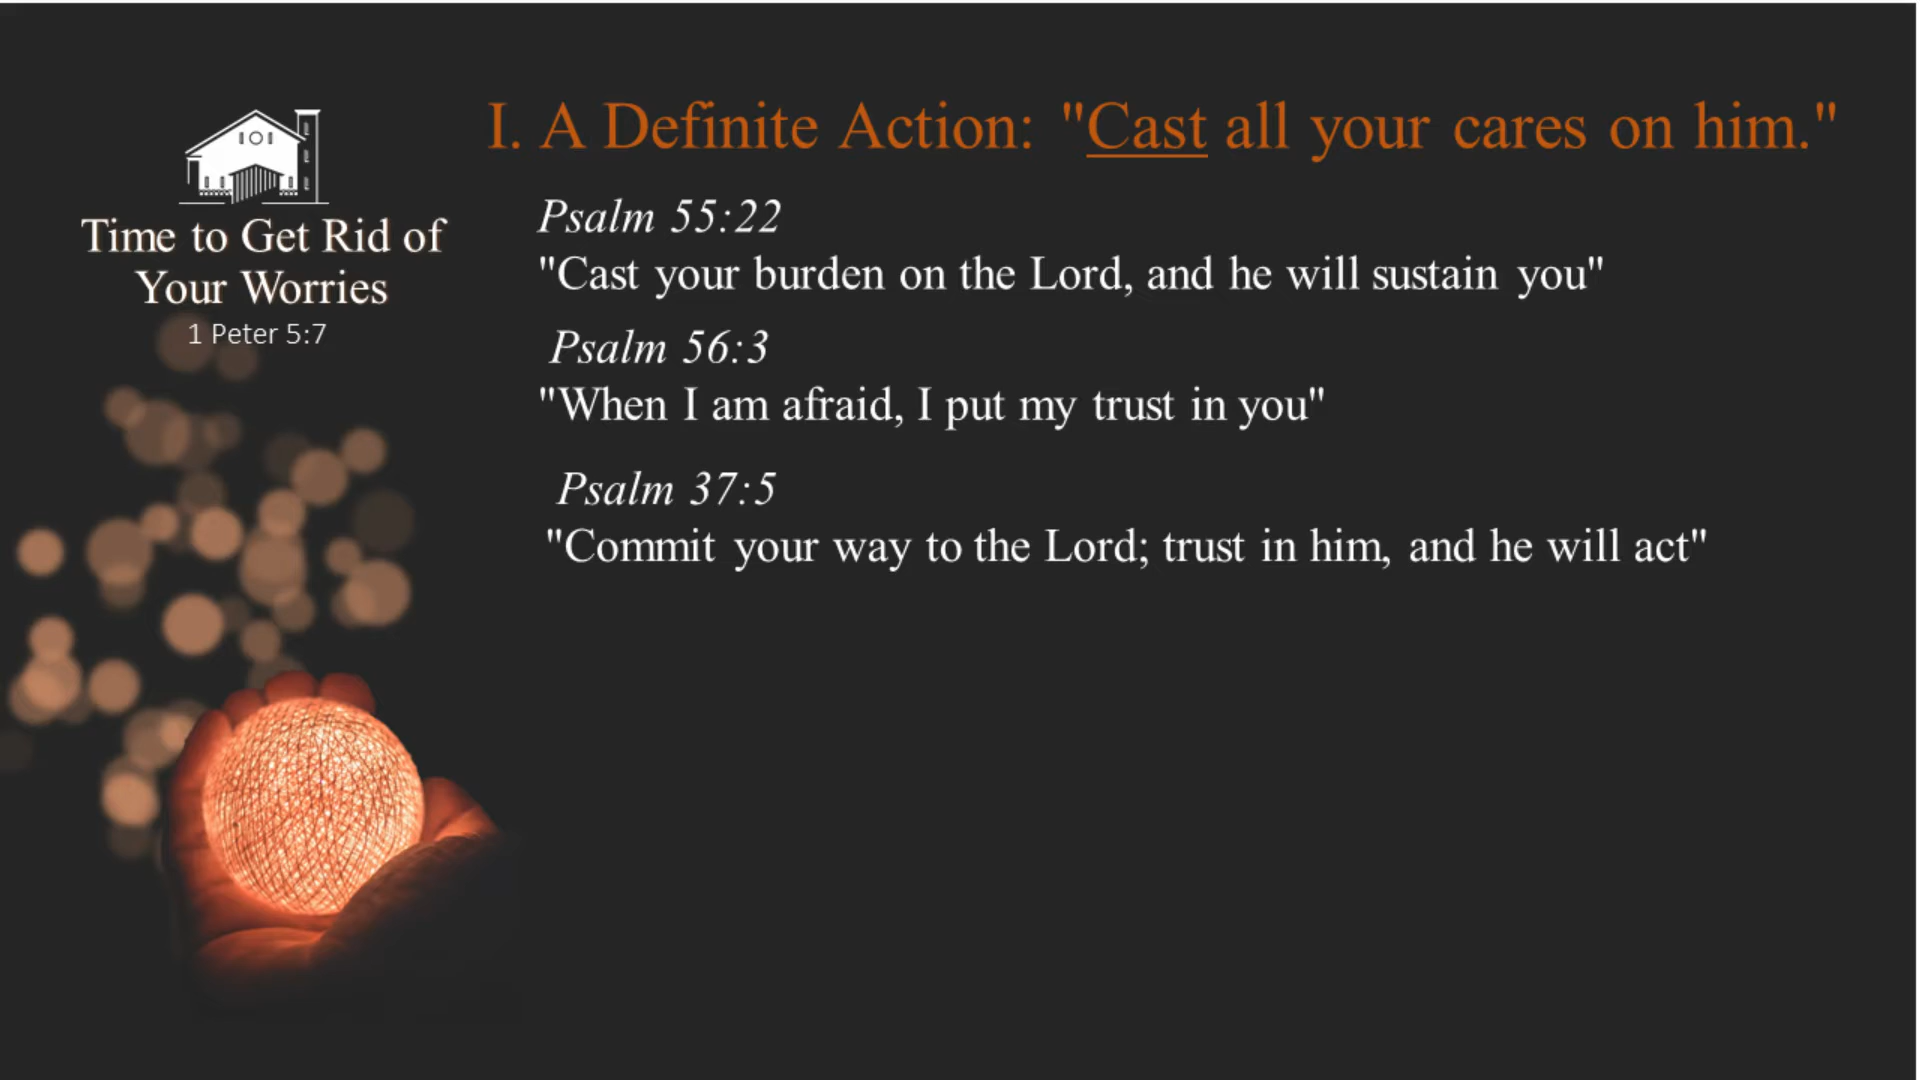 Time to Get Rid of
Your Worries
1 Peter 5:7
I. A Definite Action: "Cast all your cares on him."
Psalm 55:22
"Cast your burden on the Lord, and he will sustain you"
Psalm 56:3
"When I am afraid, I put my trust in you"
Psalm 37:5
"Commit your way to the Lord; trust in him, and he will act"